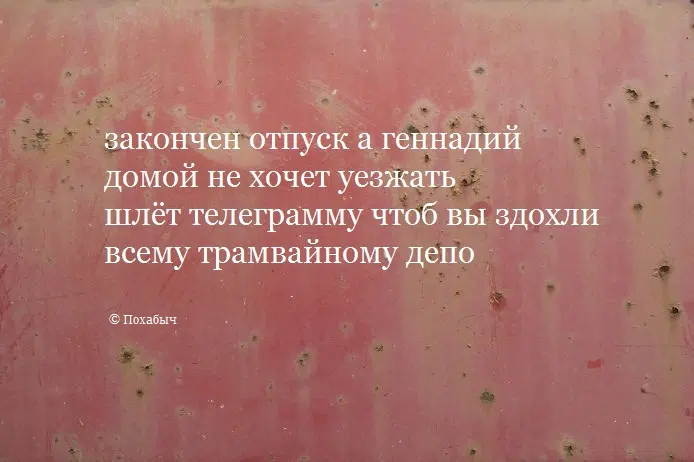 закончен отпуск а геннадий
домой не хочет уезжать
шлёт телеграмму чтоб вы здохли
всему трамвайному депо
© Похабыч